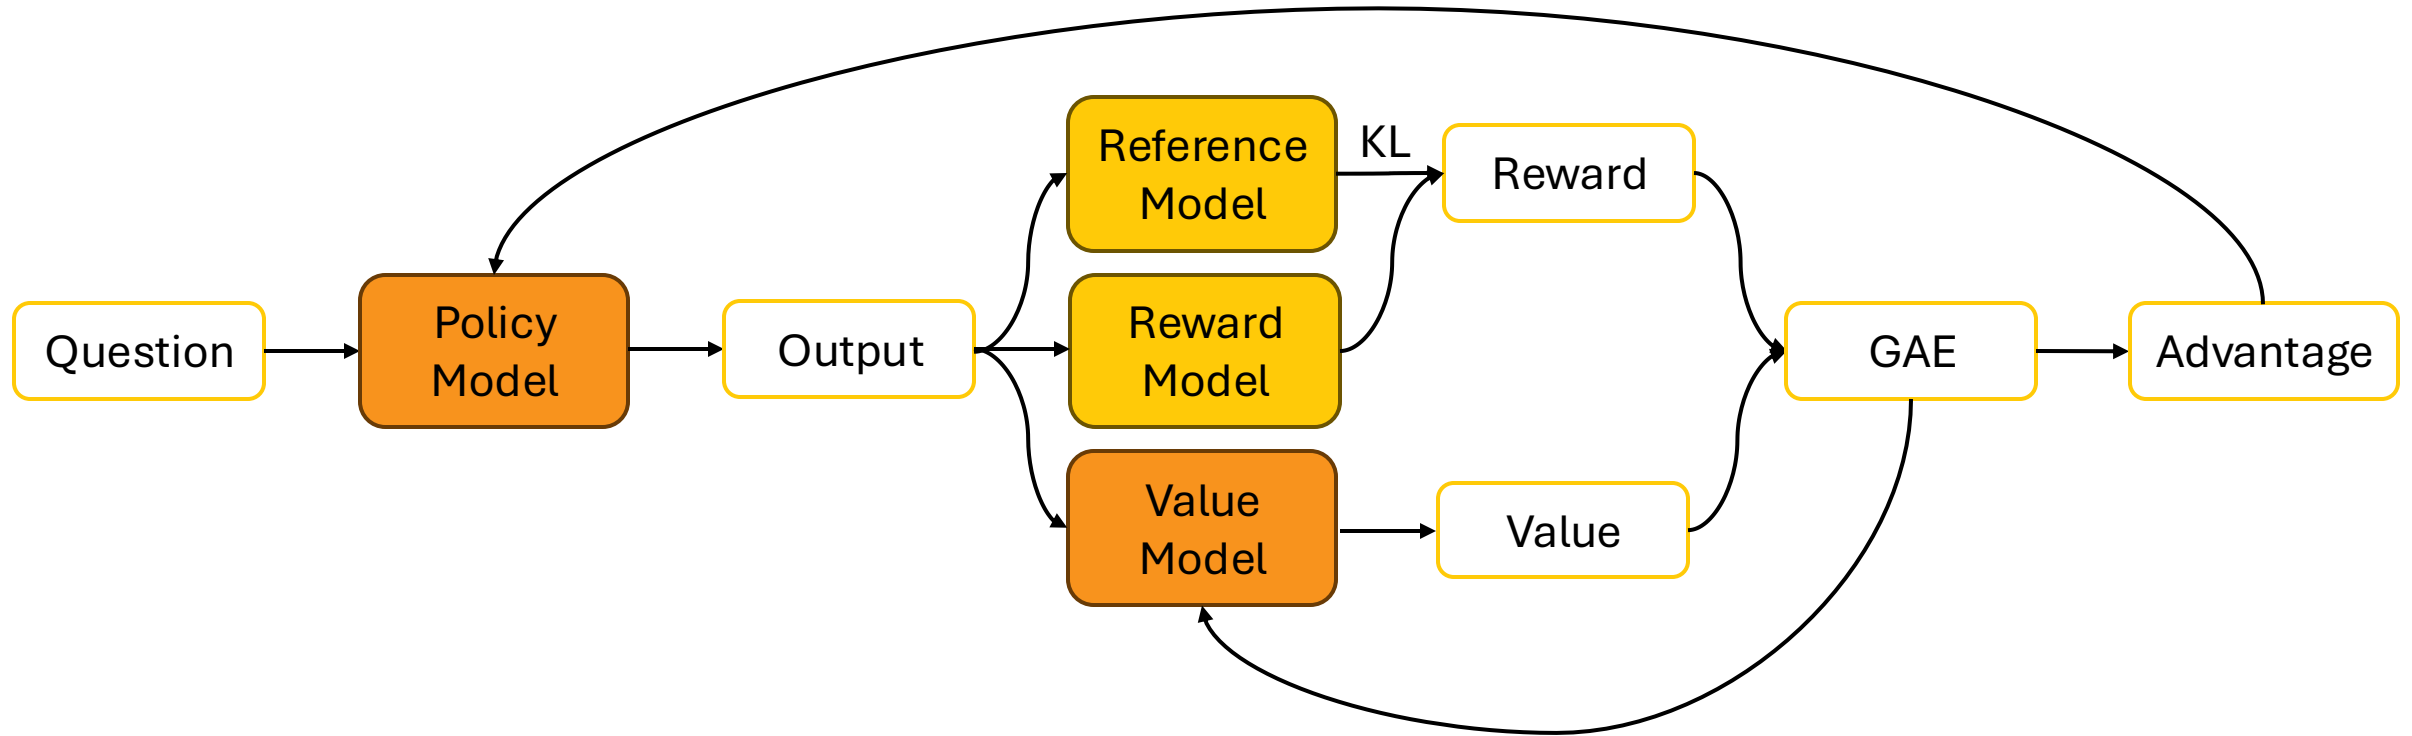 Question
Policy
Model
Output
Reference
Model
KL
Reward
Reward
Model
Value
Model
Value
GAE
Advantage